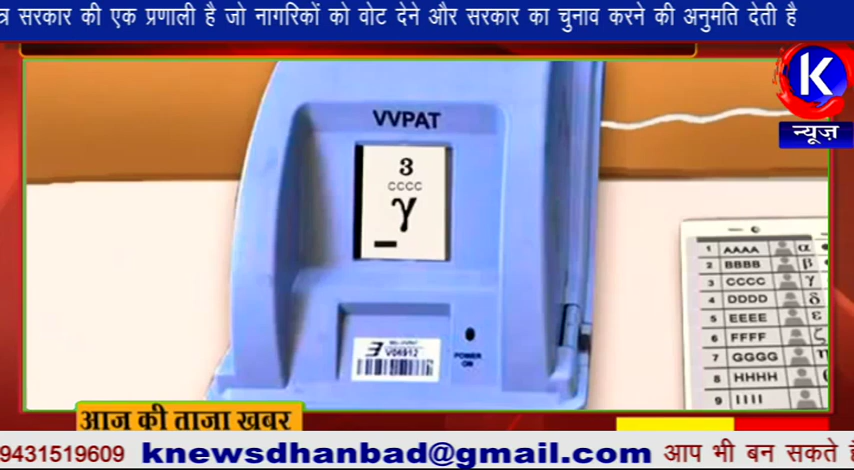 त्र सरकार की एक प्रणाली है जो नागरिकों को वोट देने और सरकार का चुनाव करने की अनुमति देती है
K
न्यूज़
VVPAT
3
CCCC
γ
V04912
POWER ON
1 AAAA α
2 BBBB β
3 CCCC γ
4 DDDD δ
5 EEEE ε
6 FFFF ζ
7 GGGG η
8 HHHH
9 IIII
आज की ताजा खबर
9431519609 knewsdhanbad@gmail.com आप भी बन सकते है